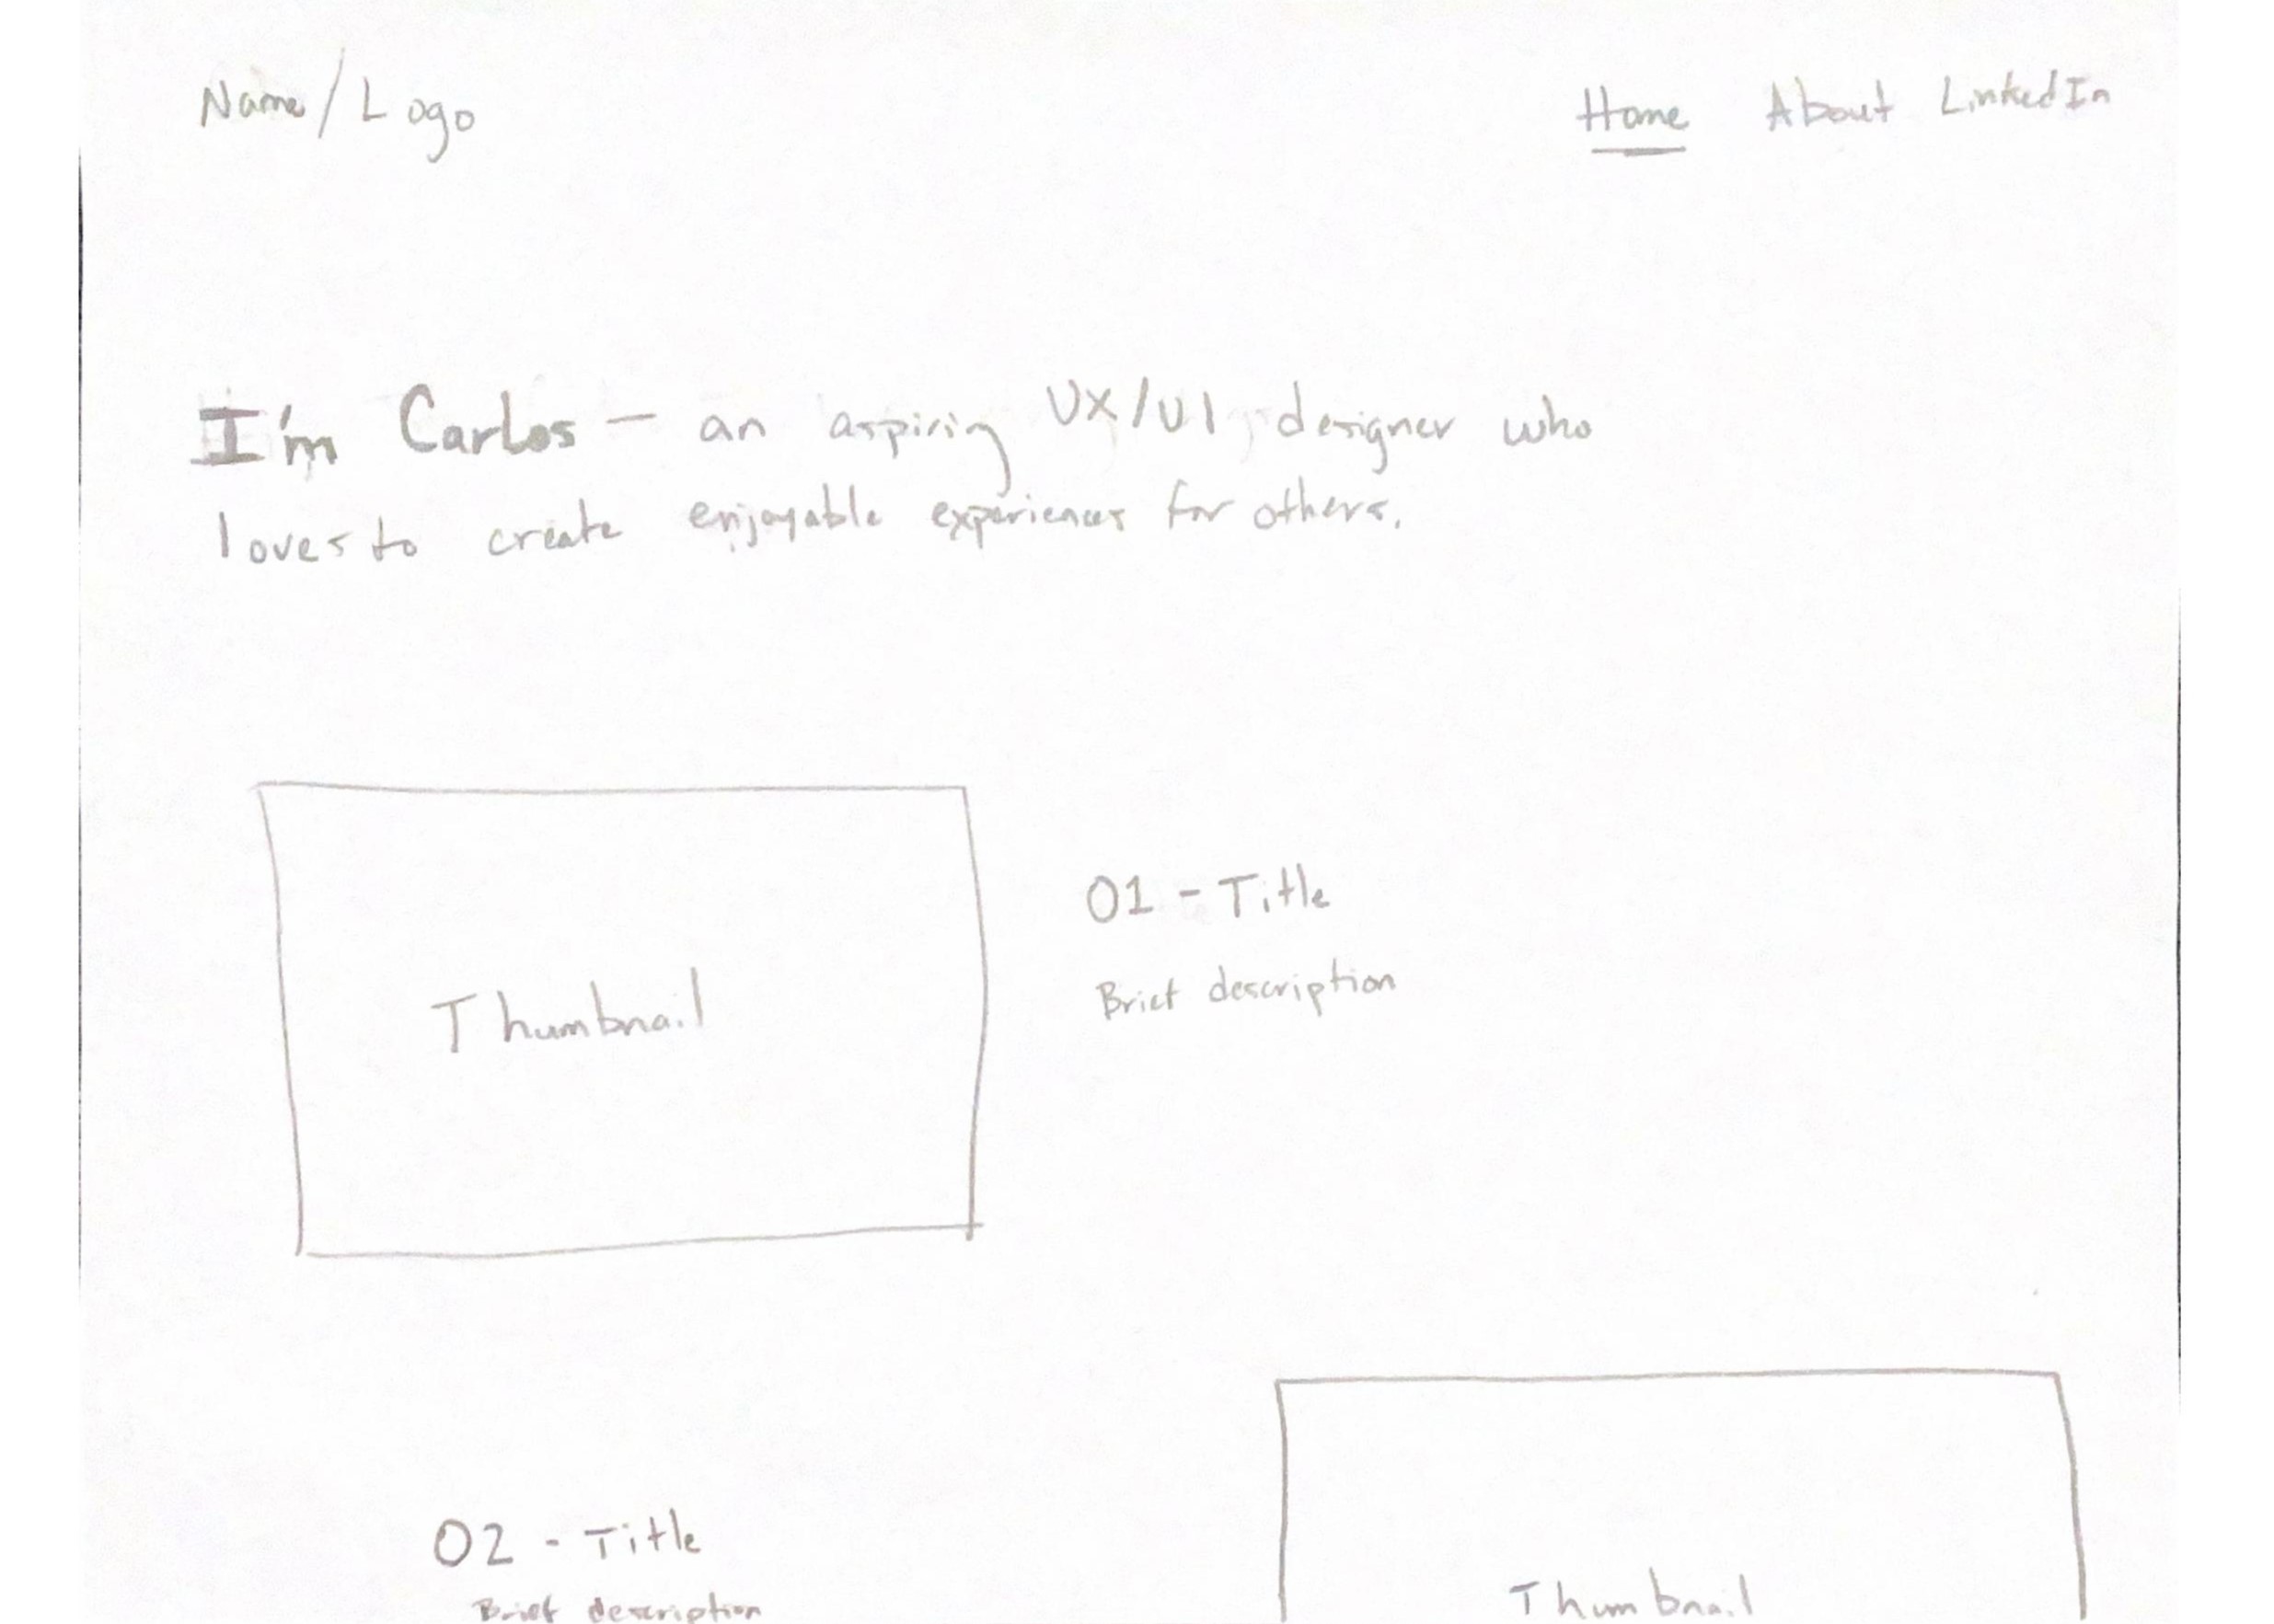 Name/Logo
Home About LinkedIn
I'm Carlos - an aspiring UX/UI designer who
loves to create enjoyable experiences for others.
Thumbnail
01 - Title
Brief description
02 - Title
Brief description
Thumbnail